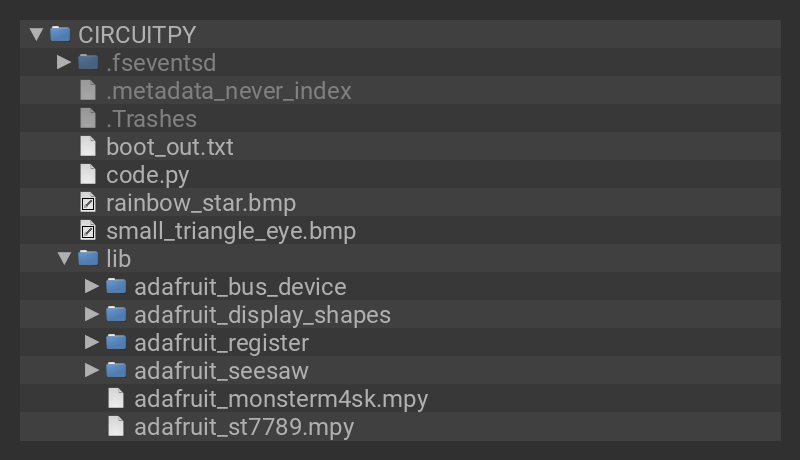 CIRCUITPY
.fseventsd
.metadata_never_index
.Trashes
boot_out.txt
code.py
rainbow_star.bmp
small_triangle_eye.bmp
lib
adafruit_bus_device
adafruit_display_shapes
adafruit_register
adafruit_seesaw
adafruit_monsterm4sk.mpy
adafruit_st7789.mpy